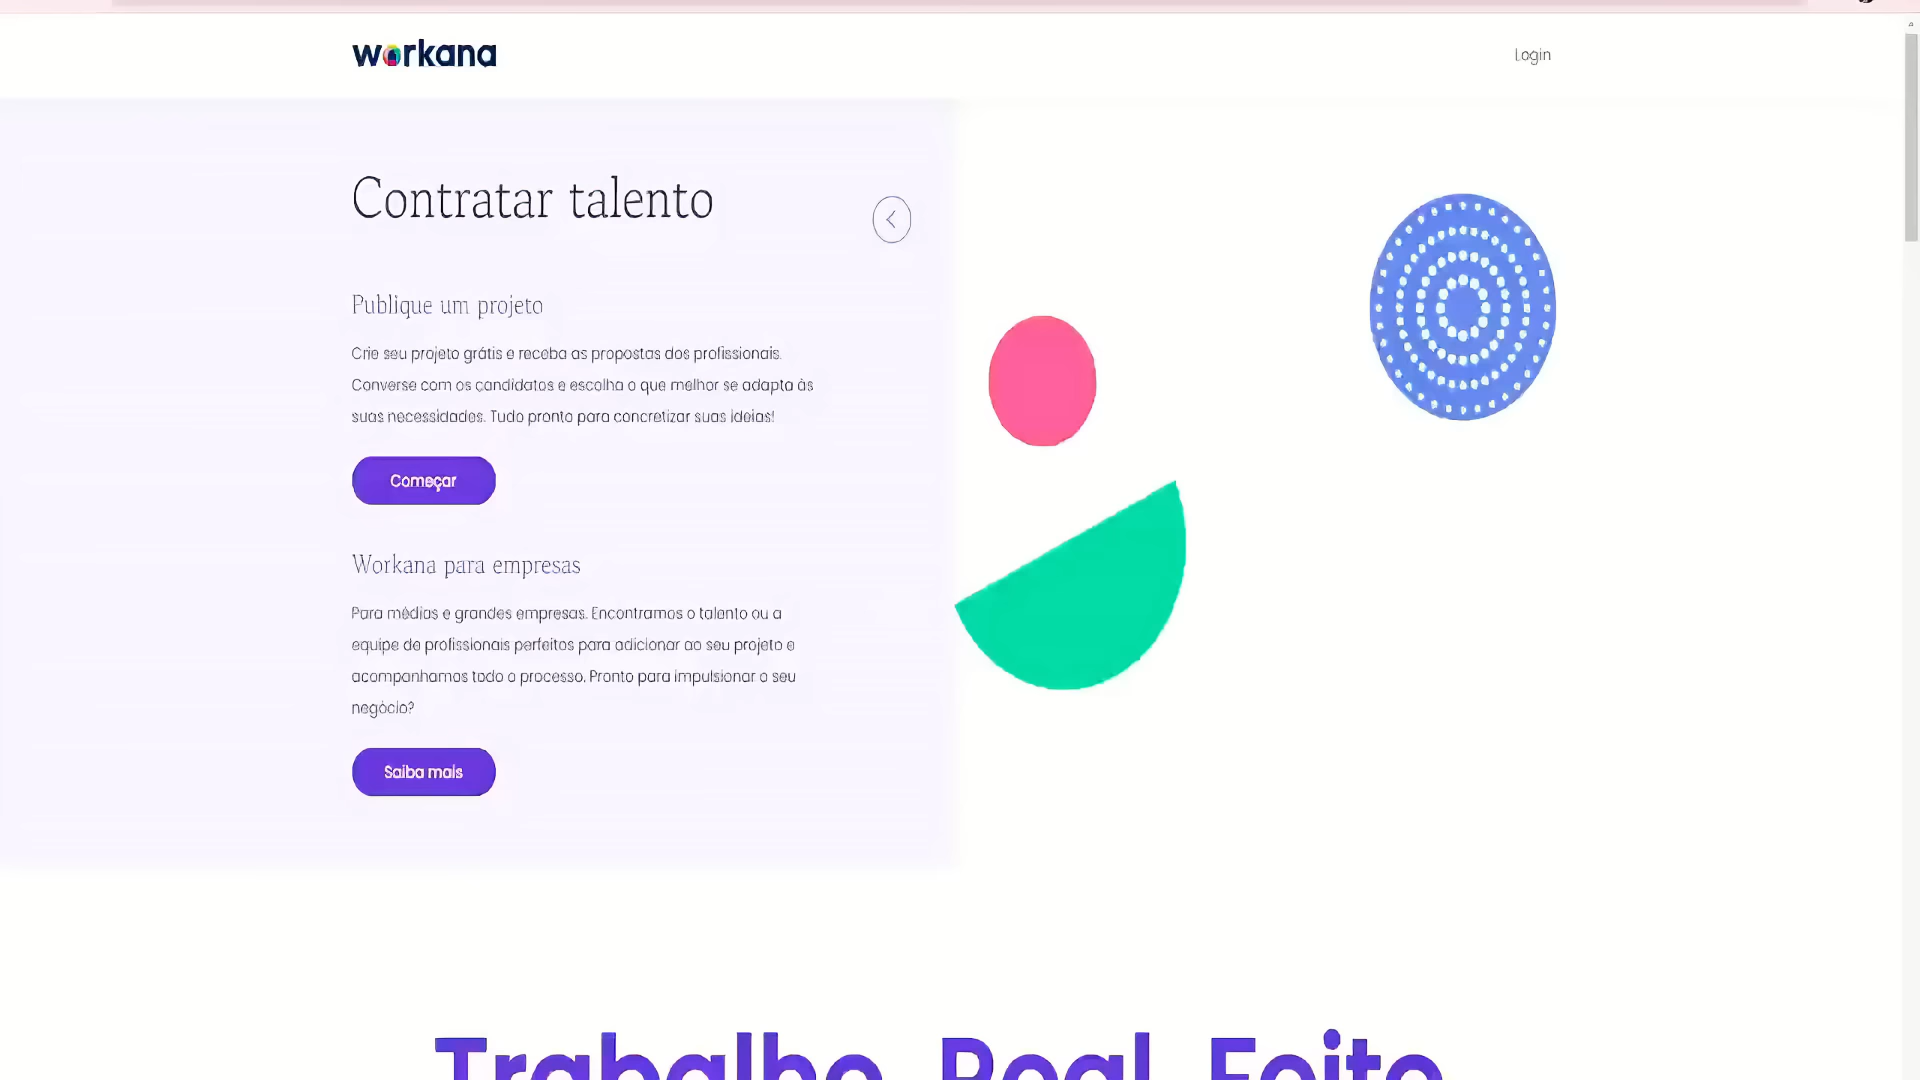 workana
Login
Contratar talento
Publique um projeto
Crie seu projeto grátis e receba as propostas dos profissionais.
Converse com os candidatos e escolha o que melhor se adapta às
suas necessidades. Tudo pronto para concretizar suas ideias!
Começar
Workana para empresas
Para médias e grandes empresas. Encontramos o talento ou a
equipe de profissionais perfeitos para adicionar ao seu projeto e
acompanhamos todo o processo. Pronto para impulsionar o seu
negócio?
Saiba mais
Trabalho. Real. Feito